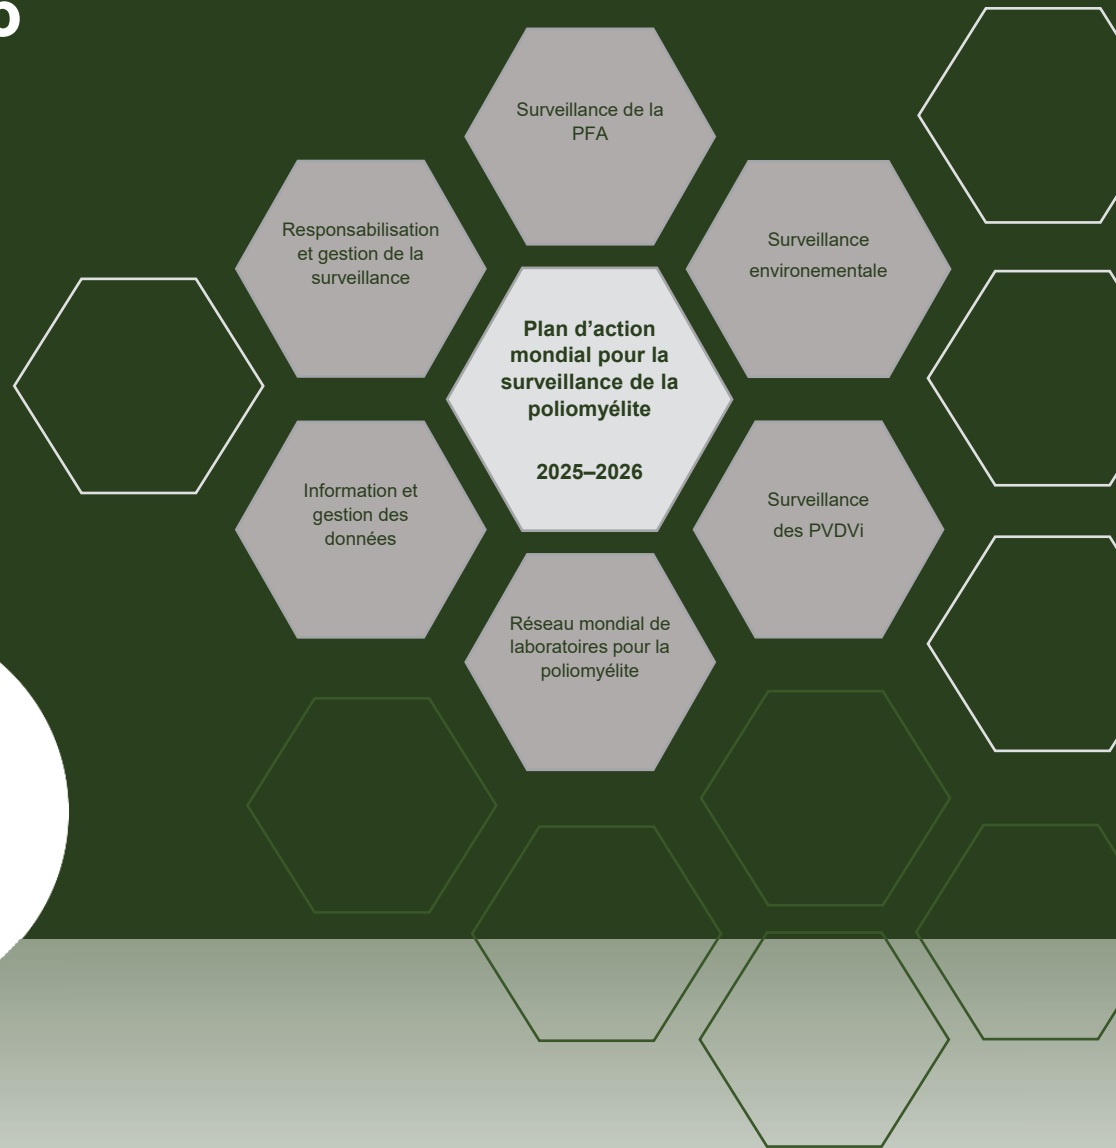 Surveillance de la
PFA
Responsabilisation
et gestion de la
surveillance
Surveillance
environementale
Plan d’action
mondial pour la
surveillance de la
poliomyélite
2025–2026
Information et
gestion des
données
Surveillance
des PVDVi
Réseau mondial de
laboratoires pour la
poliomyélite